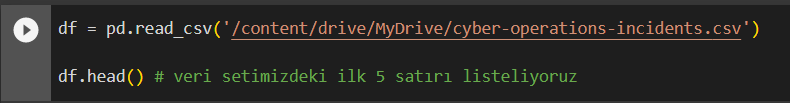 df = pd.read_csv('/content/drive/MyDrive/cyber-operations-incidents.csv')
df.head() # veri setimizdeki ilk 5 satırı listeliyoruz